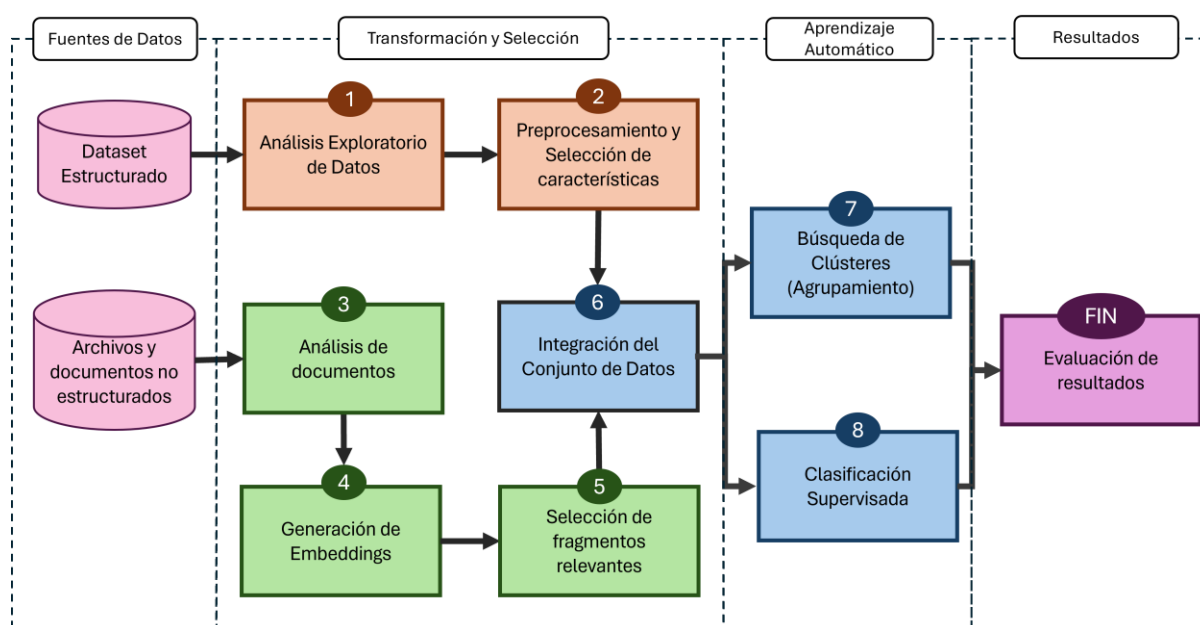 Fuentes de Datos
Transformación y Selección
Aprendizaje
Automático
Resultados
Dataset
Estructurado
1
Análisis Exploratorio
de Datos
2
Preprocesamiento y
Selección de
características
Archivos y
documentos no
estructurados
3
Análisis de
documentos
4
Generación de
Embeddings
5
Selección de
fragmentos
relevantes
6
Integración del
Conjunto de Datos
7
Búsqueda de
Clústeres
(Agrupamiento)
8
Clasificación
Supervisada
FIN
Evaluación de
resultados